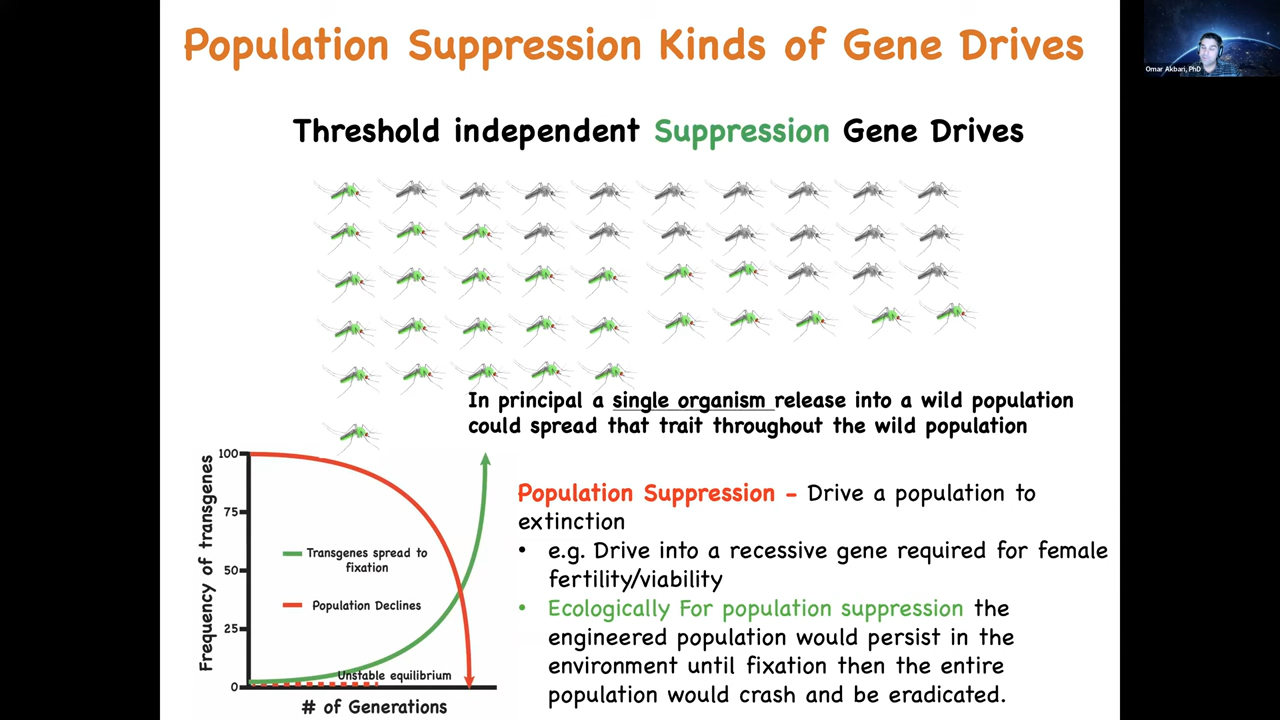 Population Suppression Kinds of Gene Drives
Omar Akbari, PhD
Threshold independent Suppression Gene Drives
In principal a single organism release into a wild population
could spread that trait throughout the wild population
Frequency of transgenes
100
75
50
25
0
Transgenes spread to
fixation
Population Declines
Unstable equilibrium
# of Generations
Population Suppression - Drive a population to
extinction
• e.g. Drive into a recessive gene required for female
fertility/viability
• Ecologically For population suppression the
engineered population would persist in the
environment until fixation then the entire
population would crash and be eradicated.